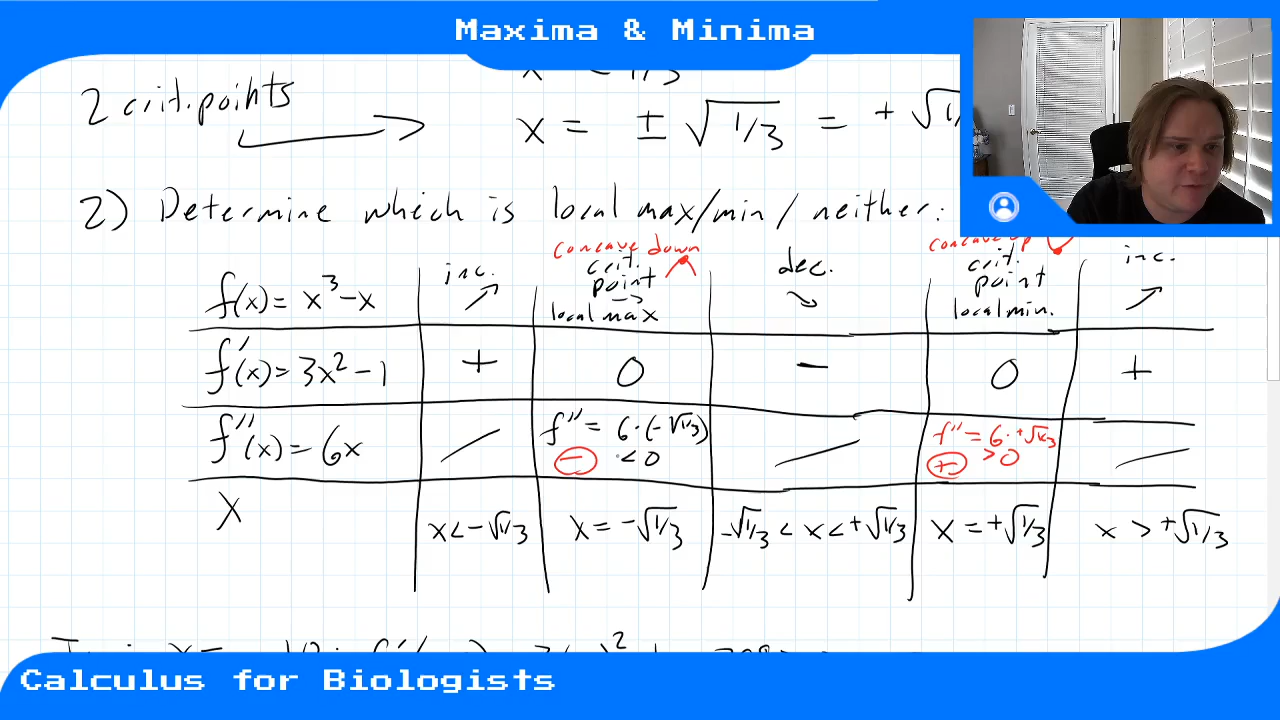 Maxima & Minima
2 crit. points
x = ± √1/3 = + √1/
2) Determine which is local max/min/neither:
concave down
concave up
f(x) = x³-x
inc.
crit. point
local max
dec.
crit. point
local min.
inc.
f'(x) = 3x²-1
+
0
-
0
+
f''(x) = 6x
f'' = 6·(-√1/3)
- < 0
f'' = 6·+√1/3
+ > 0
X
x < -√1/3
x = -√1/3
-√1/3 < x < +√1/3
x = +√1/3
x > +√1/3
Calculus for Biologists